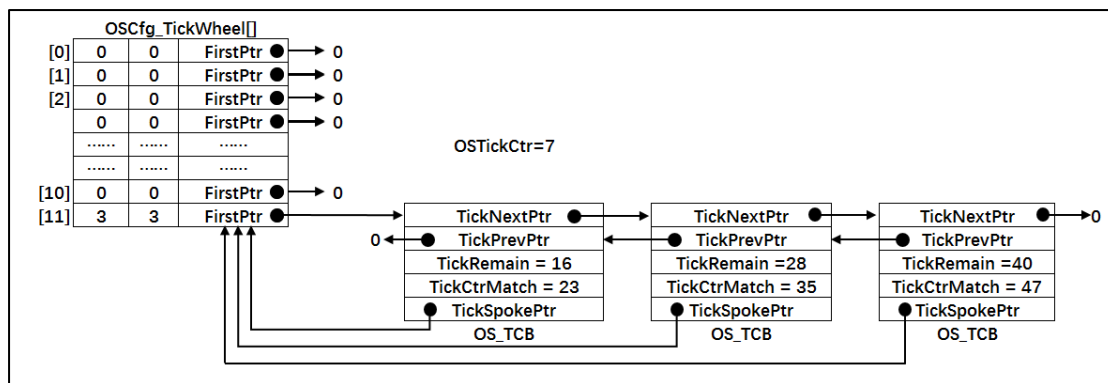 OSCfg_TickWheel[]
[0] 0 0 FirstPtr 0
[1] 0 0 FirstPtr 0
[2] 0 0 FirstPtr 0
0 0 FirstPtr 0
...... ...... ......
OSTickCtr=7
...... ...... ......
[10] 0 0 FirstPtr 0
[11] 3 3 FirstPtr TickNextPtr TickNextPtr TickNextPtr 0
0 TickPrevPtr TickPrevPtr TickPrevPtr
TickRemain = 16 TickRemain =28 TickRemain =40
TickCtrMatch = 23 TickCtrMatch = 35 TickCtrMatch = 47
TickSpokePtr TickSpokePtr TickSpokePtr
OS_TCB OS_TCB OS_TCB